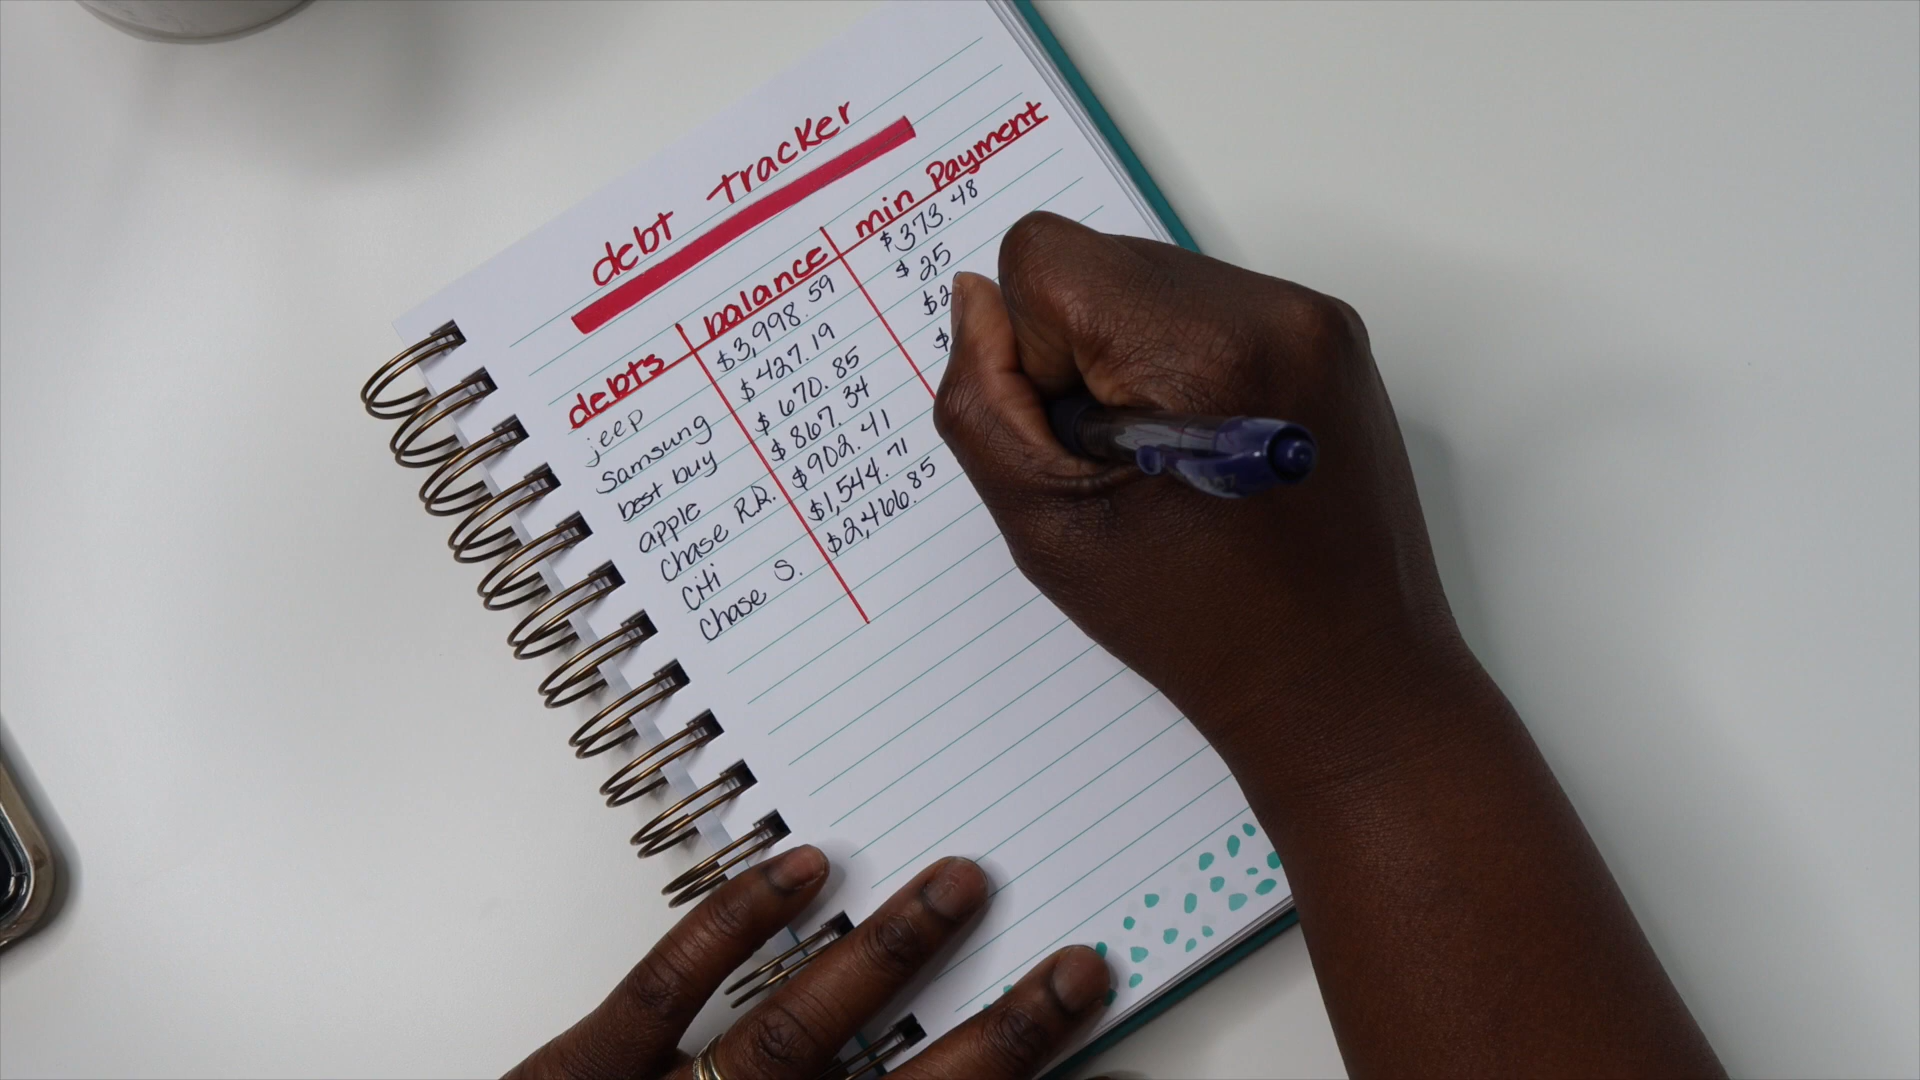 debt tracker
debts balance min Payment
jeep $3,998.59 $373.48
samsung $427.19 $25
best buy $670.85 $2
apple $867.34 $
chase R.R. $902.41
citi $1,544.71
chase S. $2,466.85